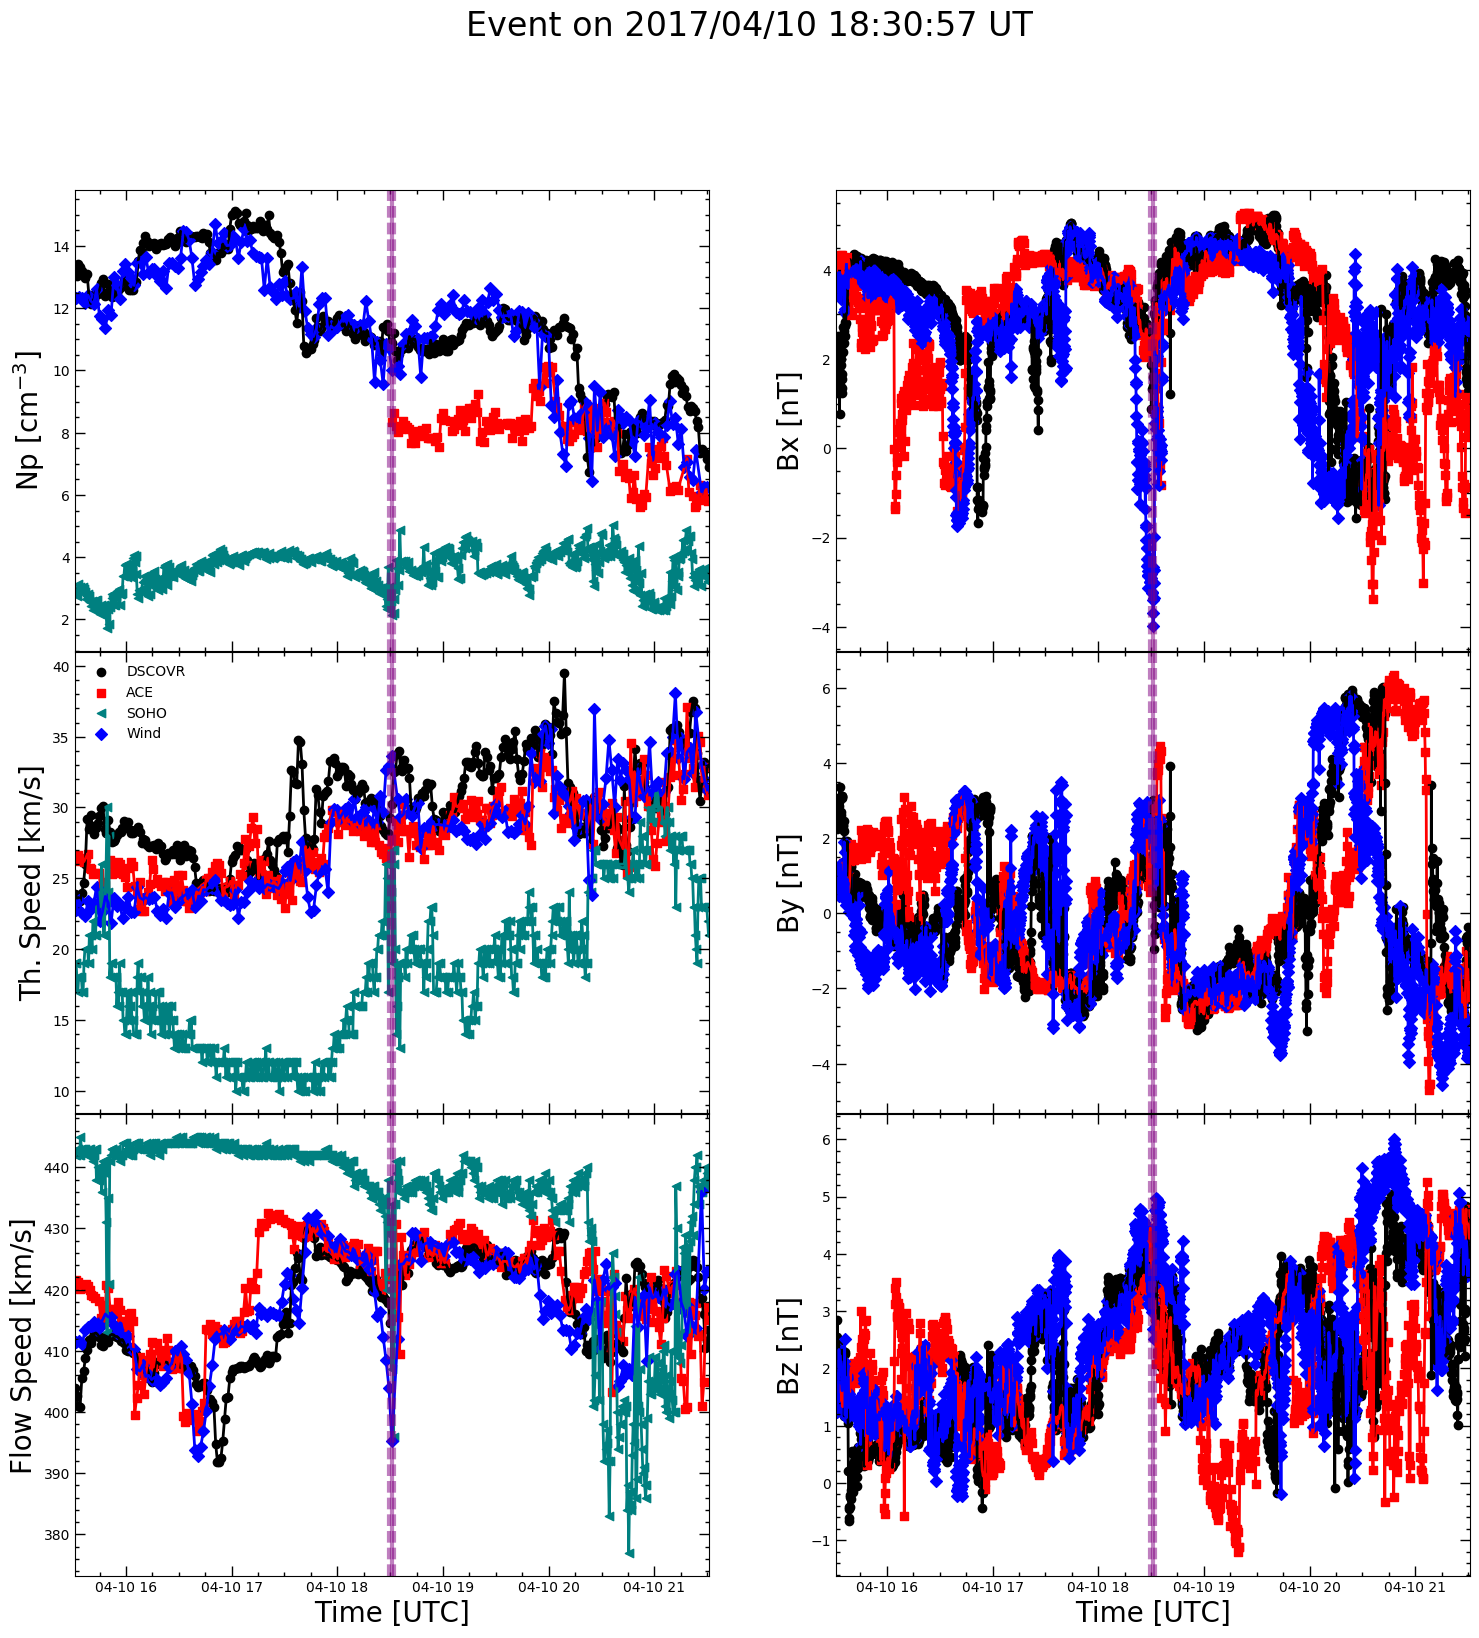 Event on 2017/04/10 18:30:57 UT
Np [cm⁻³]
14
12
10
8
6
4
2
Bx [nT]
4
2
0
−2
−4
Th. Speed [km/s]
40
35
30
25
20
15
10
DSCOVR
ACE
SOHO
Wind
By [nT]
6
4
2
0
−2
−4
Flow Speed [km/s]
440
430
420
410
400
390
380
Bz [nT]
6
5
4
3
2
1
0
−1
04-10 16 04-10 17 04-10 18 04-10 19 04-10 20 04-10 21
04-10 16 04-10 17 04-10 18 04-10 19 04-10 20 04-10 21
Time [UTC]
Time [UTC]